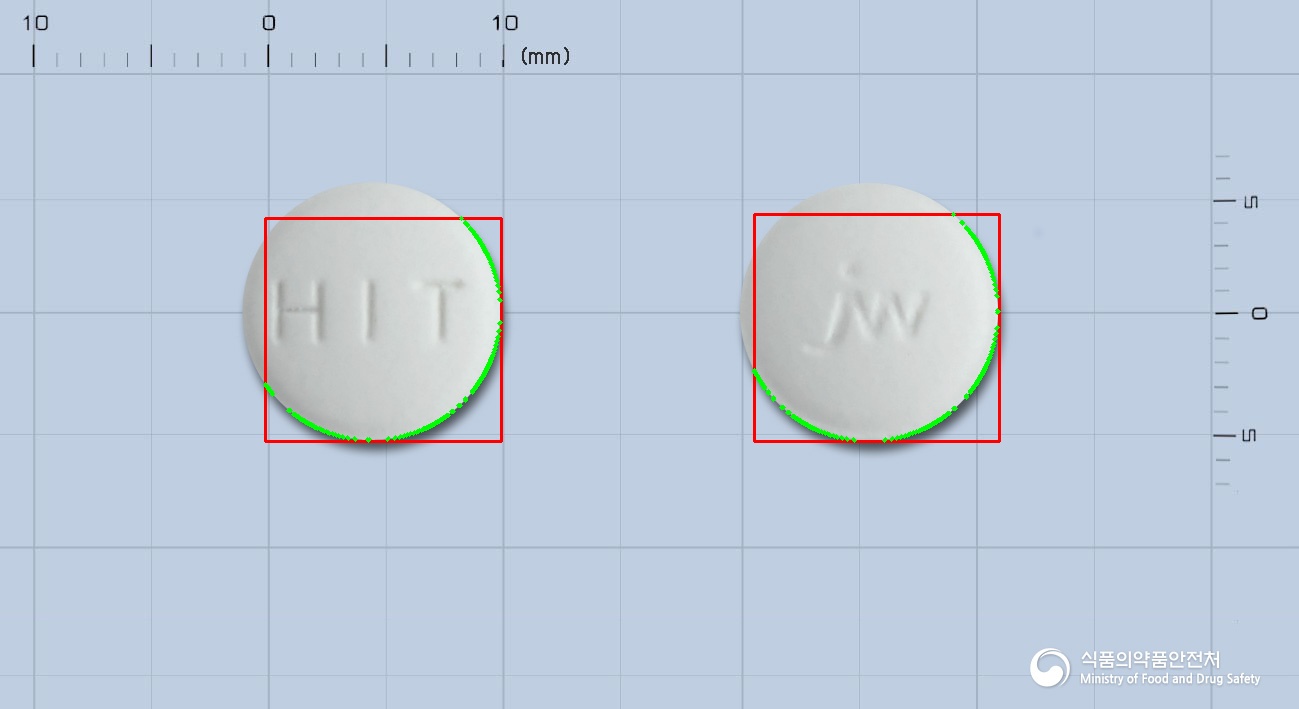 10 0 10
(mm)
HIT
jw
5
0
5
식품의약품안전처
Ministry of Food and Drug Safety